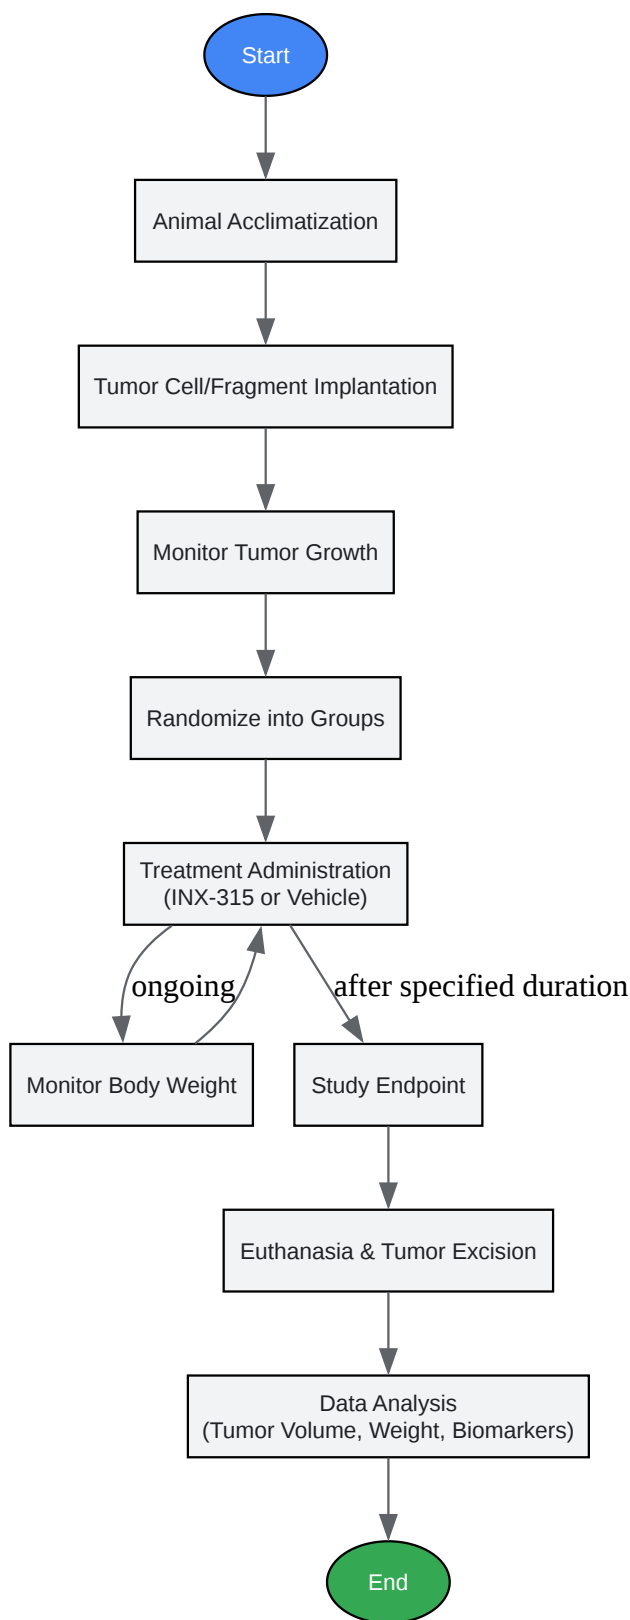 Start
Animal Acclimatization
Tumor Cell/Fragment Implantation
Monitor Tumor Growth
Randomize into Groups
Treatment Administration
(INX-315 or Vehicle)
ongoing
after specified duration
Monitor Body Weight
Study Endpoint
Euthanasia & Tumor Excision
Data Analysis
(Tumor Volume, Weight, Biomarkers)
End